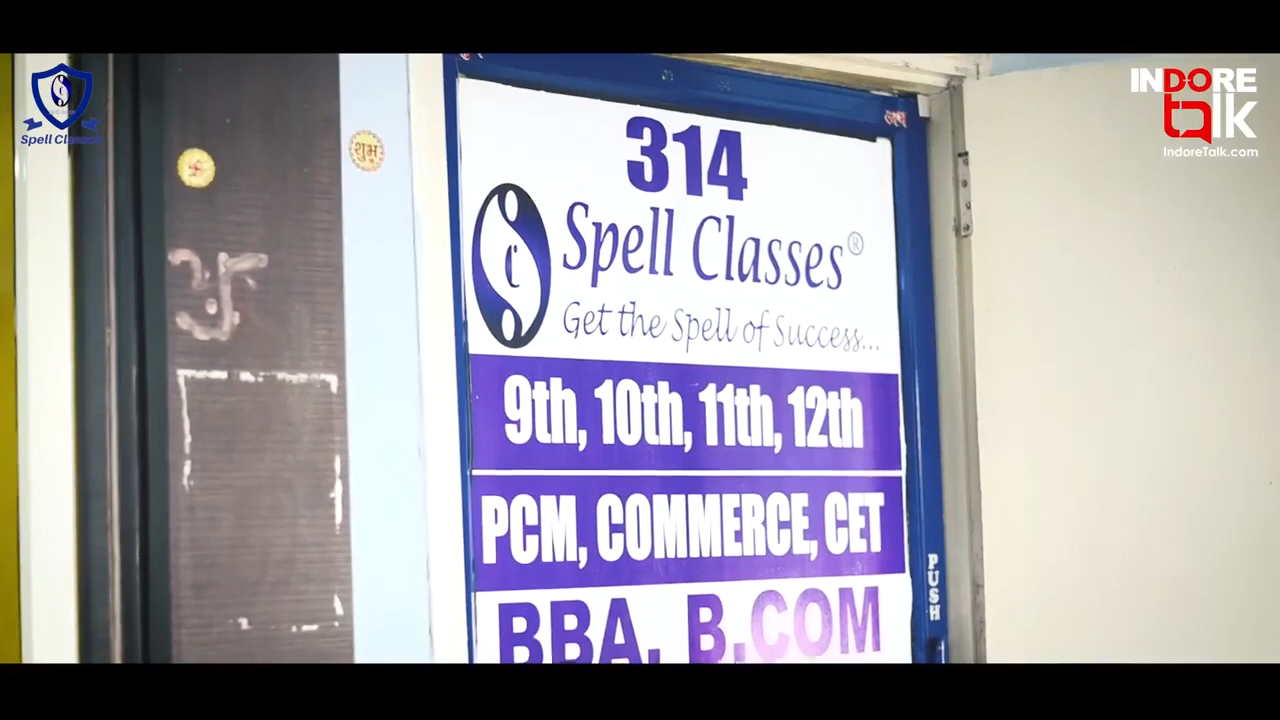 Spell Classes
INDORE
talk
IndoreTalk.com
शुभ
314
Spell Classes®
Get the Spell of Success...
9th, 10th, 11th, 12th
PCM, COMMERCE, CET
BBA, B.COM
PUSH